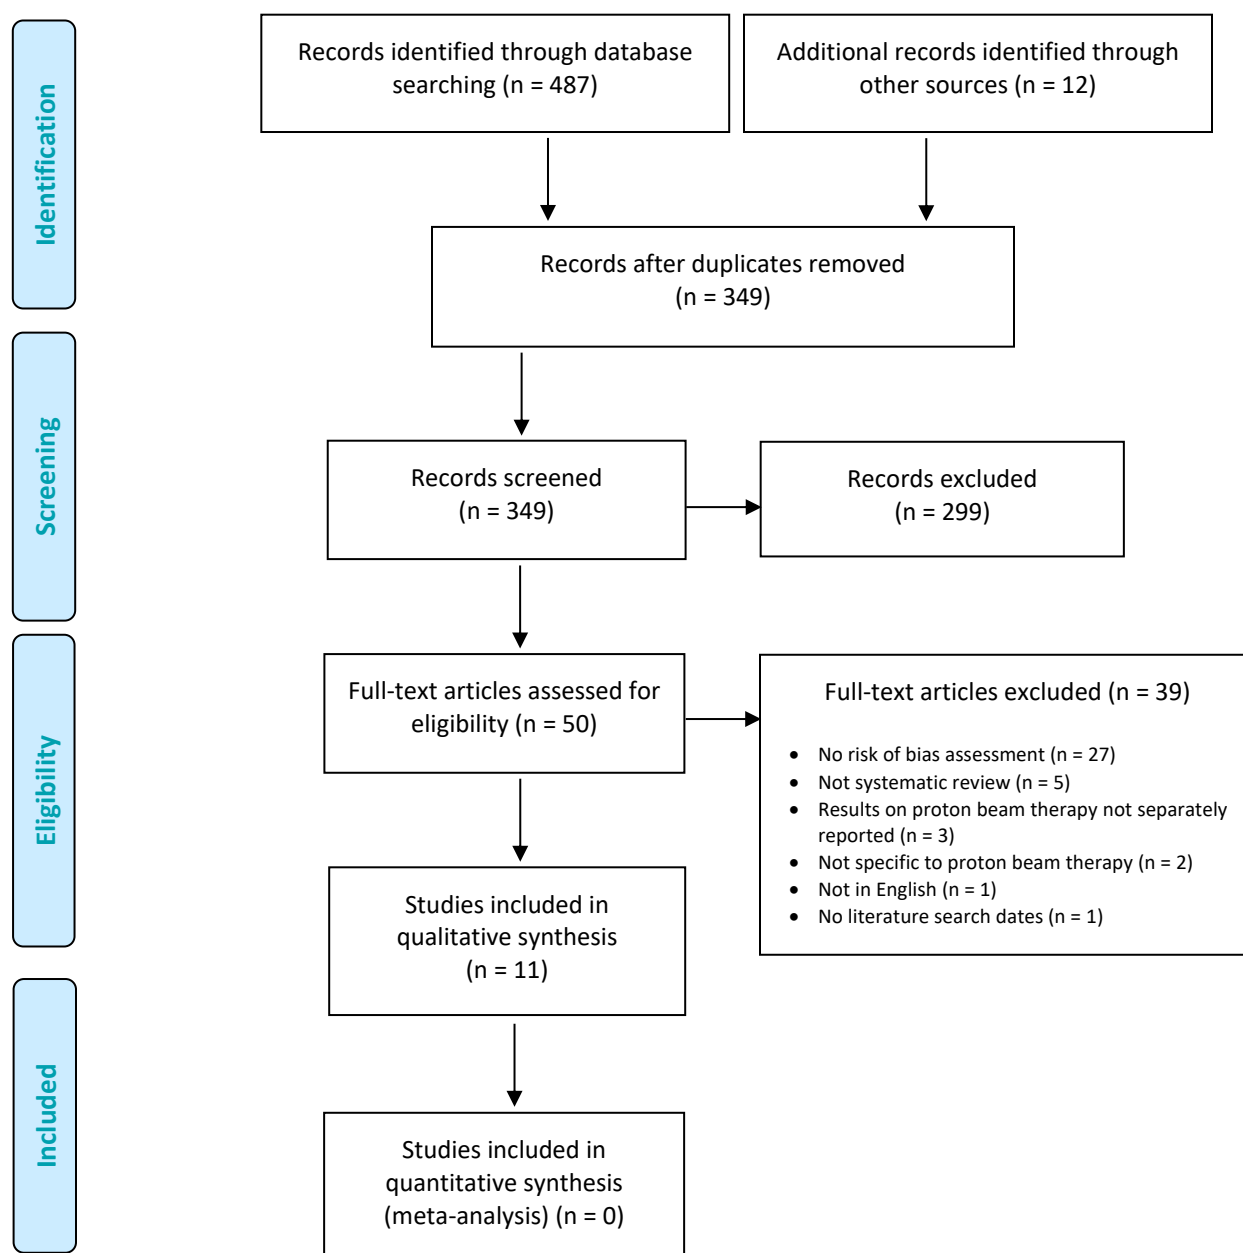 Identification
Records identified through database
searching (n = 487)
Additional records identified through
other sources (n = 12)
Records after duplicates removed
(n = 349)
Screening
Records screened
(n = 349)
Records excluded
(n = 299)
Eligibility
Full-text articles assessed for
eligibility (n = 50)
Full-text articles excluded (n = 39)
• No risk of bias assessment (n = 27)
• Not systematic review (n = 5)
• Results on proton beam therapy not separately
reported (n = 3)
• Not specific to proton beam therapy (n = 2)
• Not in English (n = 1)
• No literature search dates (n = 1)
Studies included in
qualitative synthesis
(n = 11)
Included
Studies included in
quantitative synthesis
(meta-analysis) (n = 0)